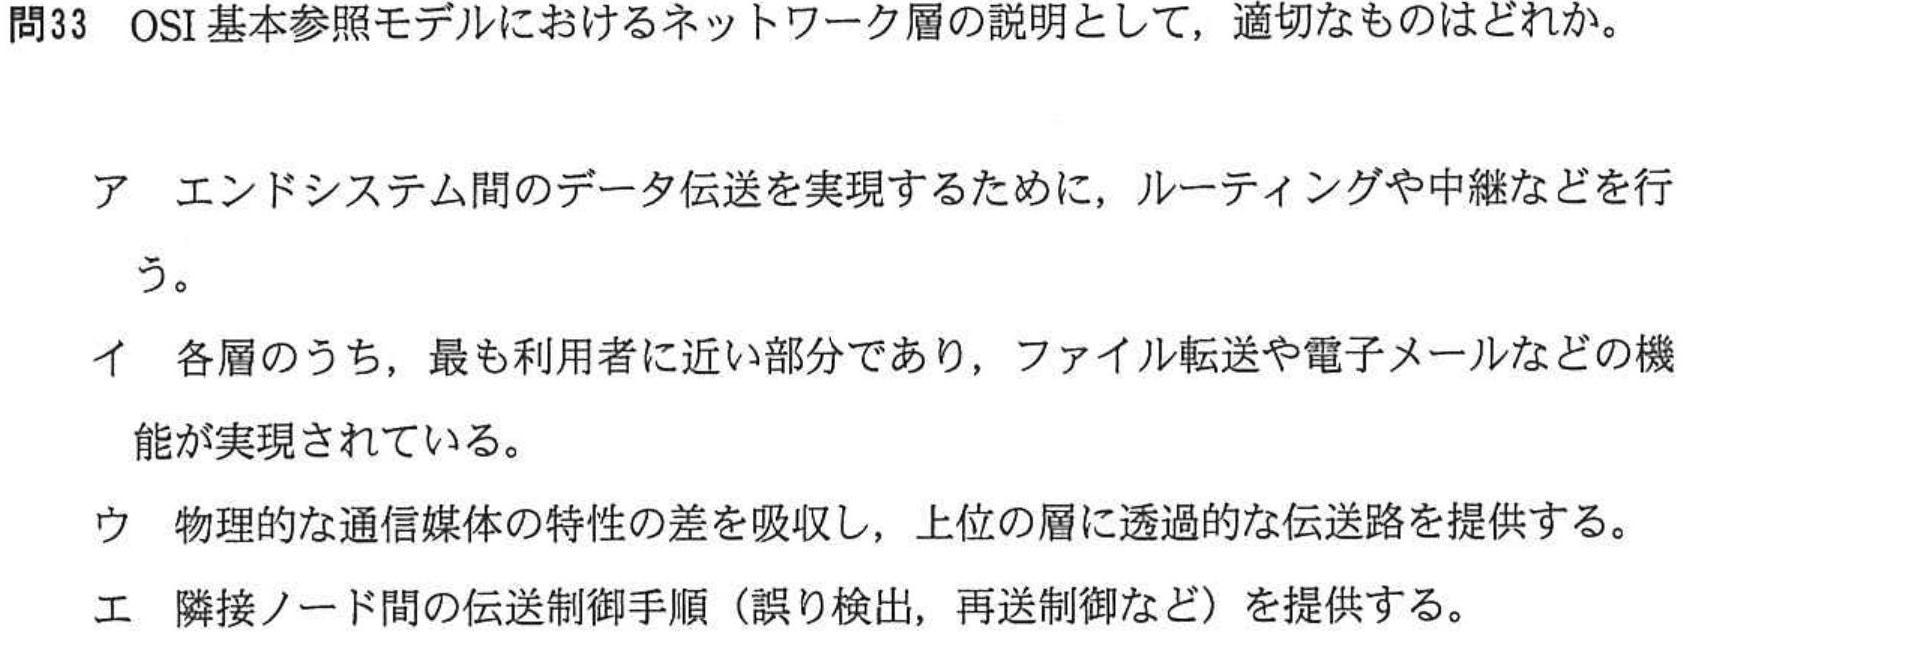 問33　OSI 基本参照モデルにおけるネットワーク層の説明として，適切なものはどれか。
ア　エンドシステム間のデータ伝送を実現するために，ルーティングや中継などを行
う。
イ　各層のうち，最も利用者に近い部分であり，ファイル転送や電子メールなどの機
能が実現されている。
ウ　物理的な通信媒体の特性の差を吸収し，上位の層に透過的な伝送路を提供する。
エ　隣接ノード間の伝送制御手順（誤り検出，再送制御など）を提供する。